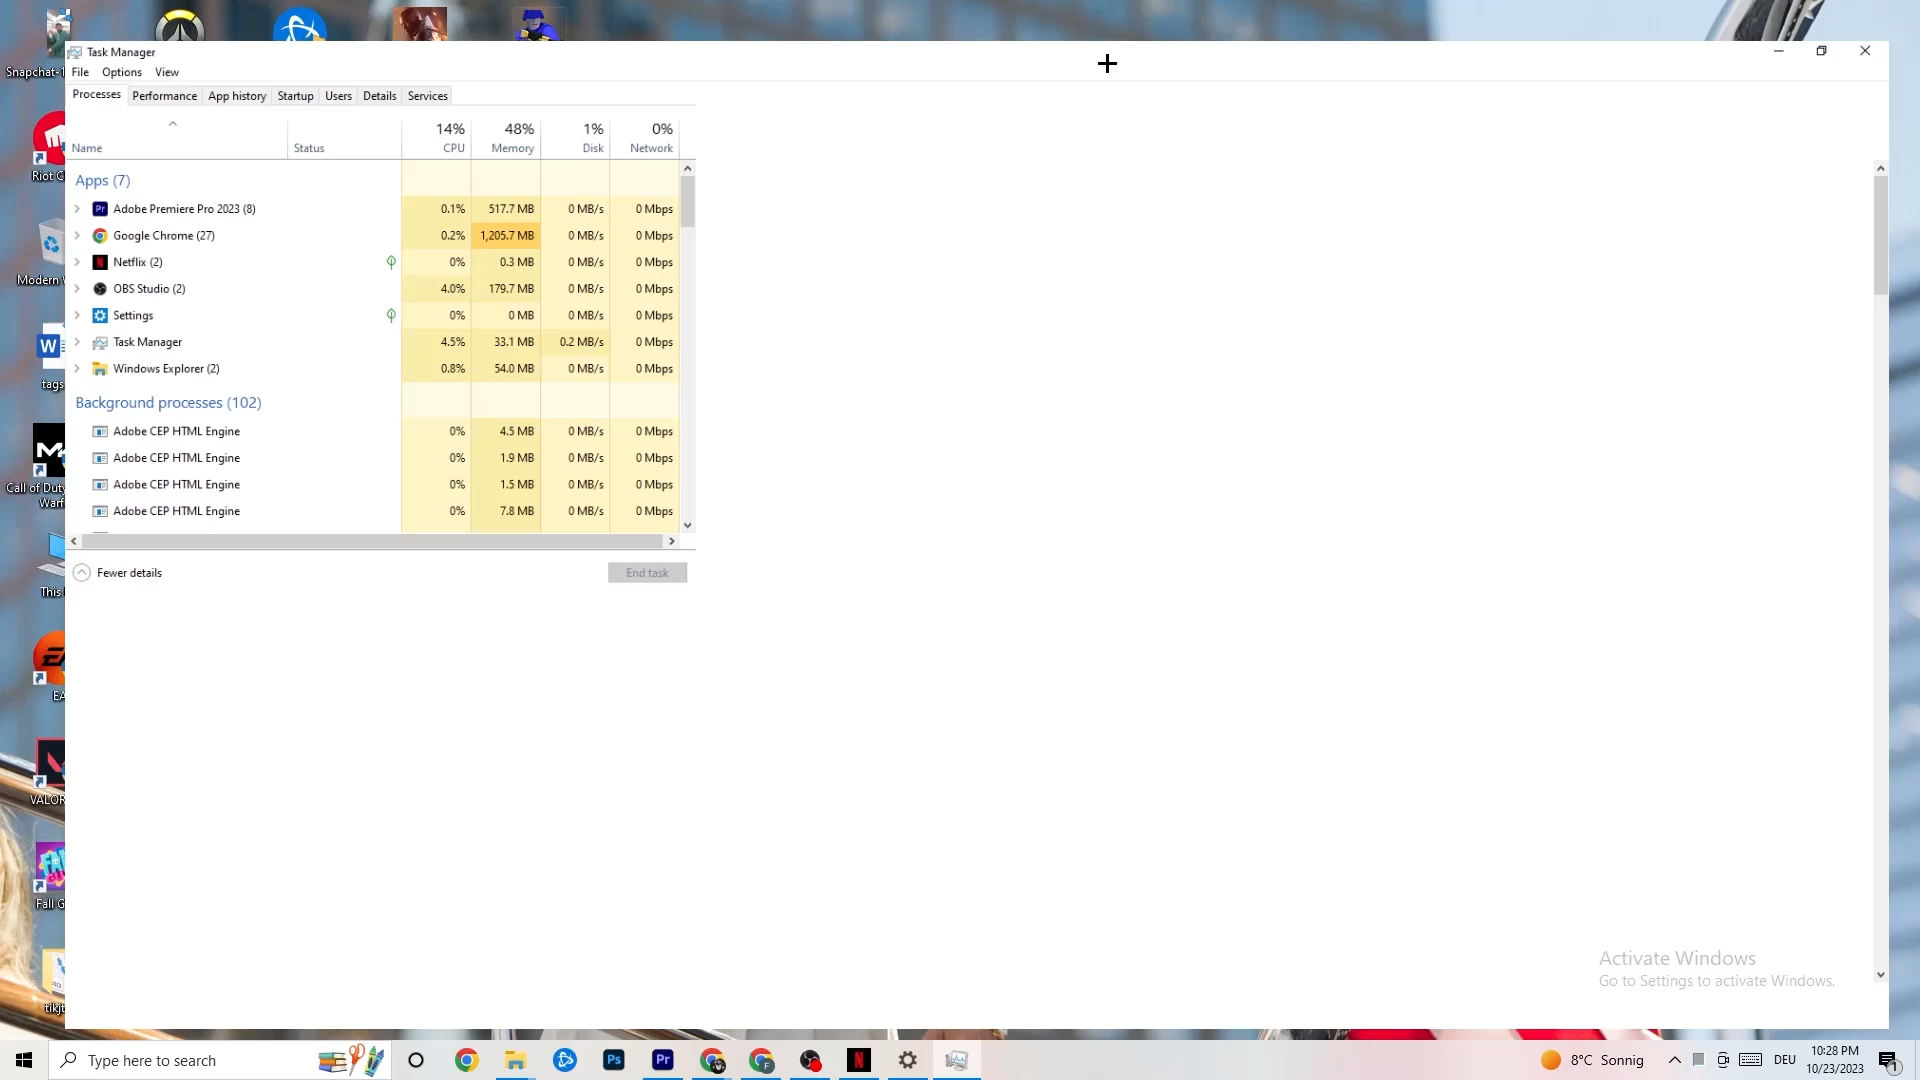 Snapchat-1
Task Manager
File Options View
Processes Performance App history Startup Users Details Services
14% 48% 1% 0%
Name Status CPU Memory Disk Network
Apps (7)
Adobe Premiere Pro 2023 (8) 0.1% 517.7 MB 0 MB/s 0 Mbps
Google Chrome (27) 0.2% 1,205.7 MB 0 MB/s 0 Mbps
Netflix (2) 0% 0.3 MB 0 MB/s 0 Mbps
OBS Studio (2) 4.0% 179.7 MB 0 MB/s 0 Mbps
Settings 0% 0 MB 0 MB/s 0 Mbps
Task Manager 4.5% 33.1 MB 0.2 MB/s 0 Mbps
Windows Explorer (2) 0.8% 54.0 MB 0 MB/s 0 Mbps
Background processes (102)
Adobe CEP HTML Engine 0% 4.5 MB 0 MB/s 0 Mbps
Adobe CEP HTML Engine 0% 1.9 MB 0 MB/s 0 Mbps
Adobe CEP HTML Engine 0% 1.5 MB 0 MB/s 0 Mbps
Adobe CEP HTML Engine 0% 7.8 MB 0 MB/s 0 Mbps
Fewer details End task
Riot C
Modern
W
tags
Call of Duty
Warf
This
EA
VALOR
Fall G
Activate Windows
Go to Settings to activate Windows.
Type here to search
Ps
Pr
F
N
8°C Sonnig
DEU
10:28 PM
10/23/2023
1